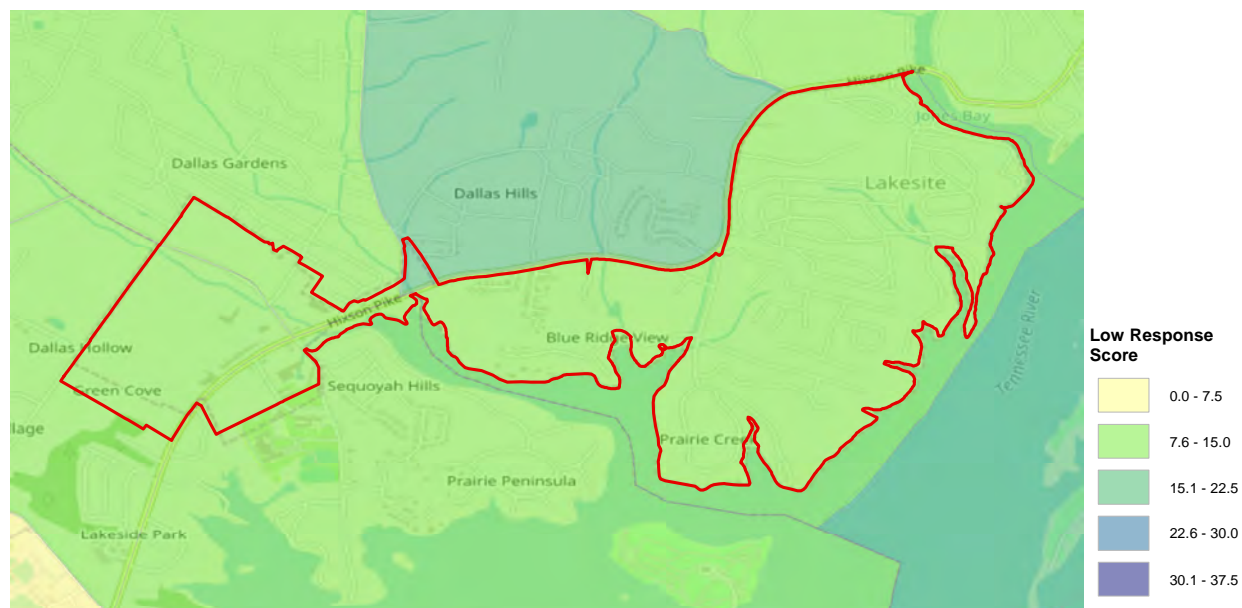 Hixson Pike
Jones Bay
Dallas Gardens
Lakesite
Dallas Hills
Hixson Pike
Tennessee River
Blue Ridge View
Dallas Hollow
Green Cove
Sequoyah Hills
llage
Prairie Creek
Prairie Peninsula
Lakeside Park
Low Response
Score
0.0 - 7.5
7.6 - 15.0
15.1 - 22.5
22.6 - 30.0
30.1 - 37.5